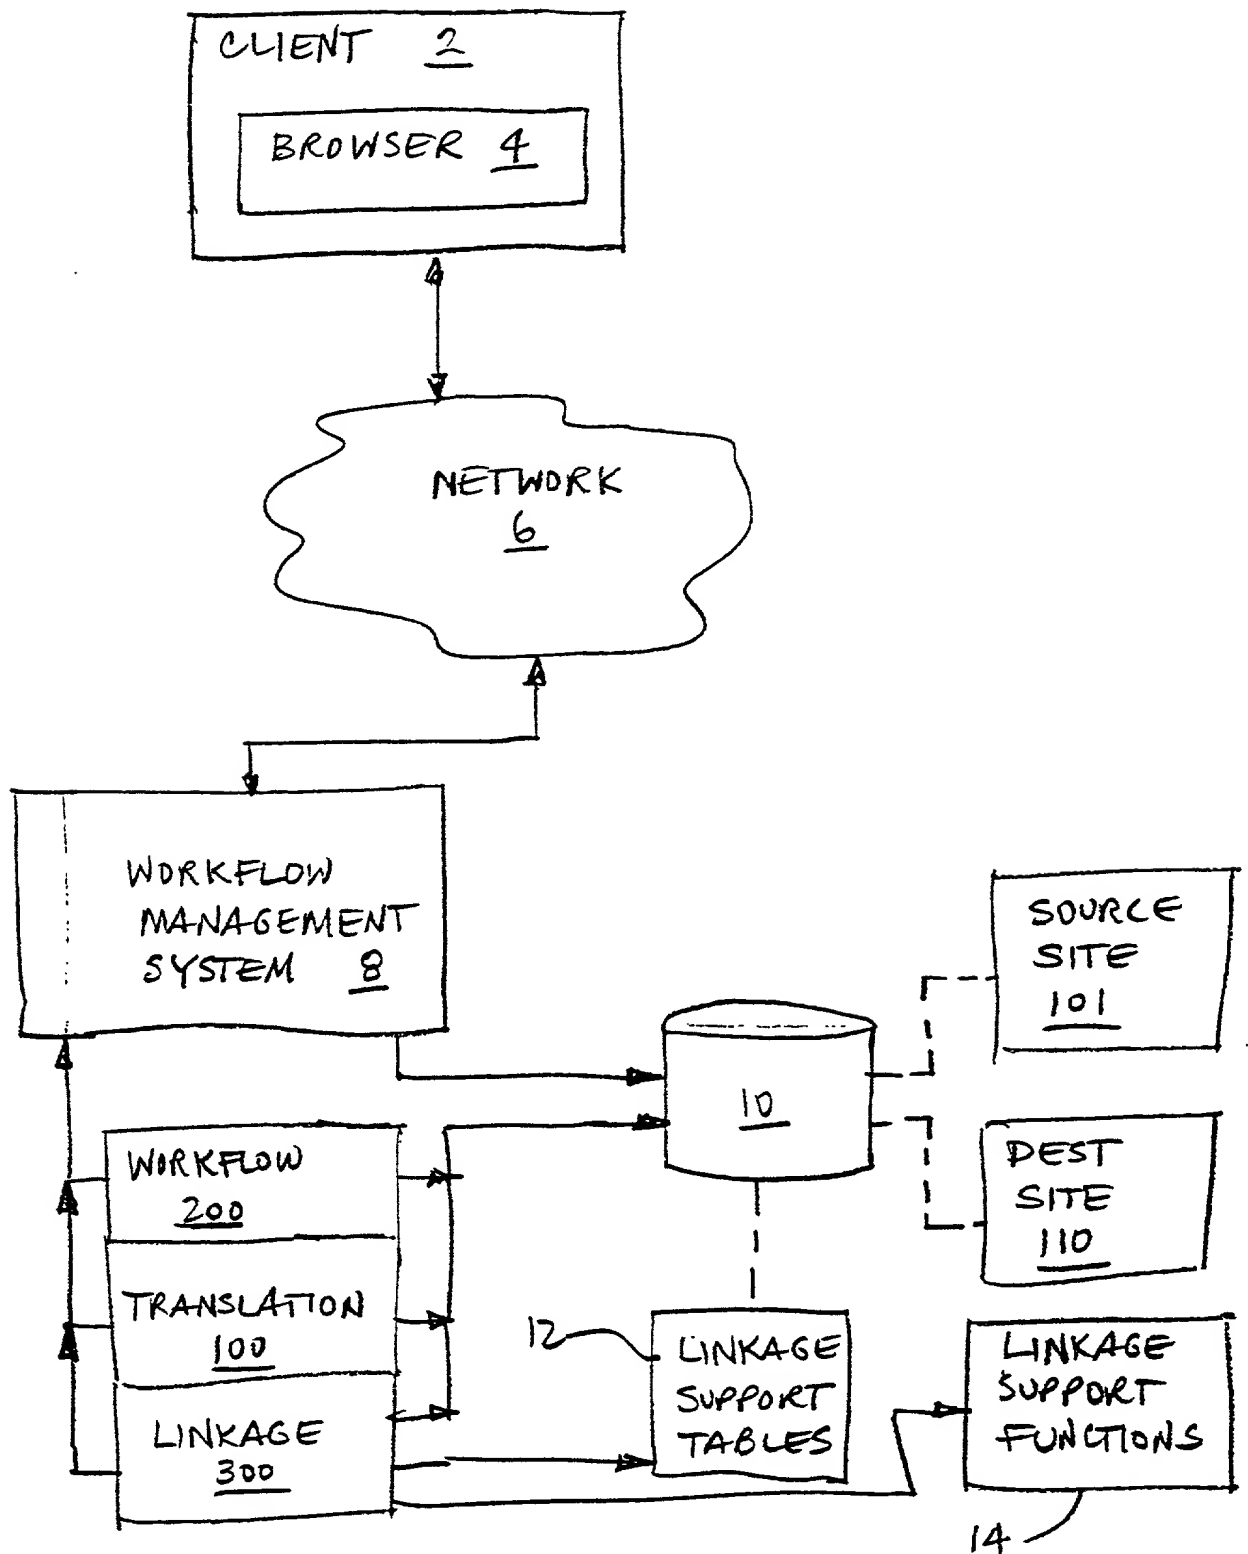 CLIENT 2
BROWSER 4
NETWORK
6
WORKFLOW
MANAGEMENT
SYSTEM 8
SOURCE
SITE
101
10
DEST
SITE
110
WORKFLOW
200
TRANSLATION
100
LINKAGE
300
12
LINKAGE
SUPPORT
TABLES
LINKAGE
SUPPORT
FUNCTIONS
14